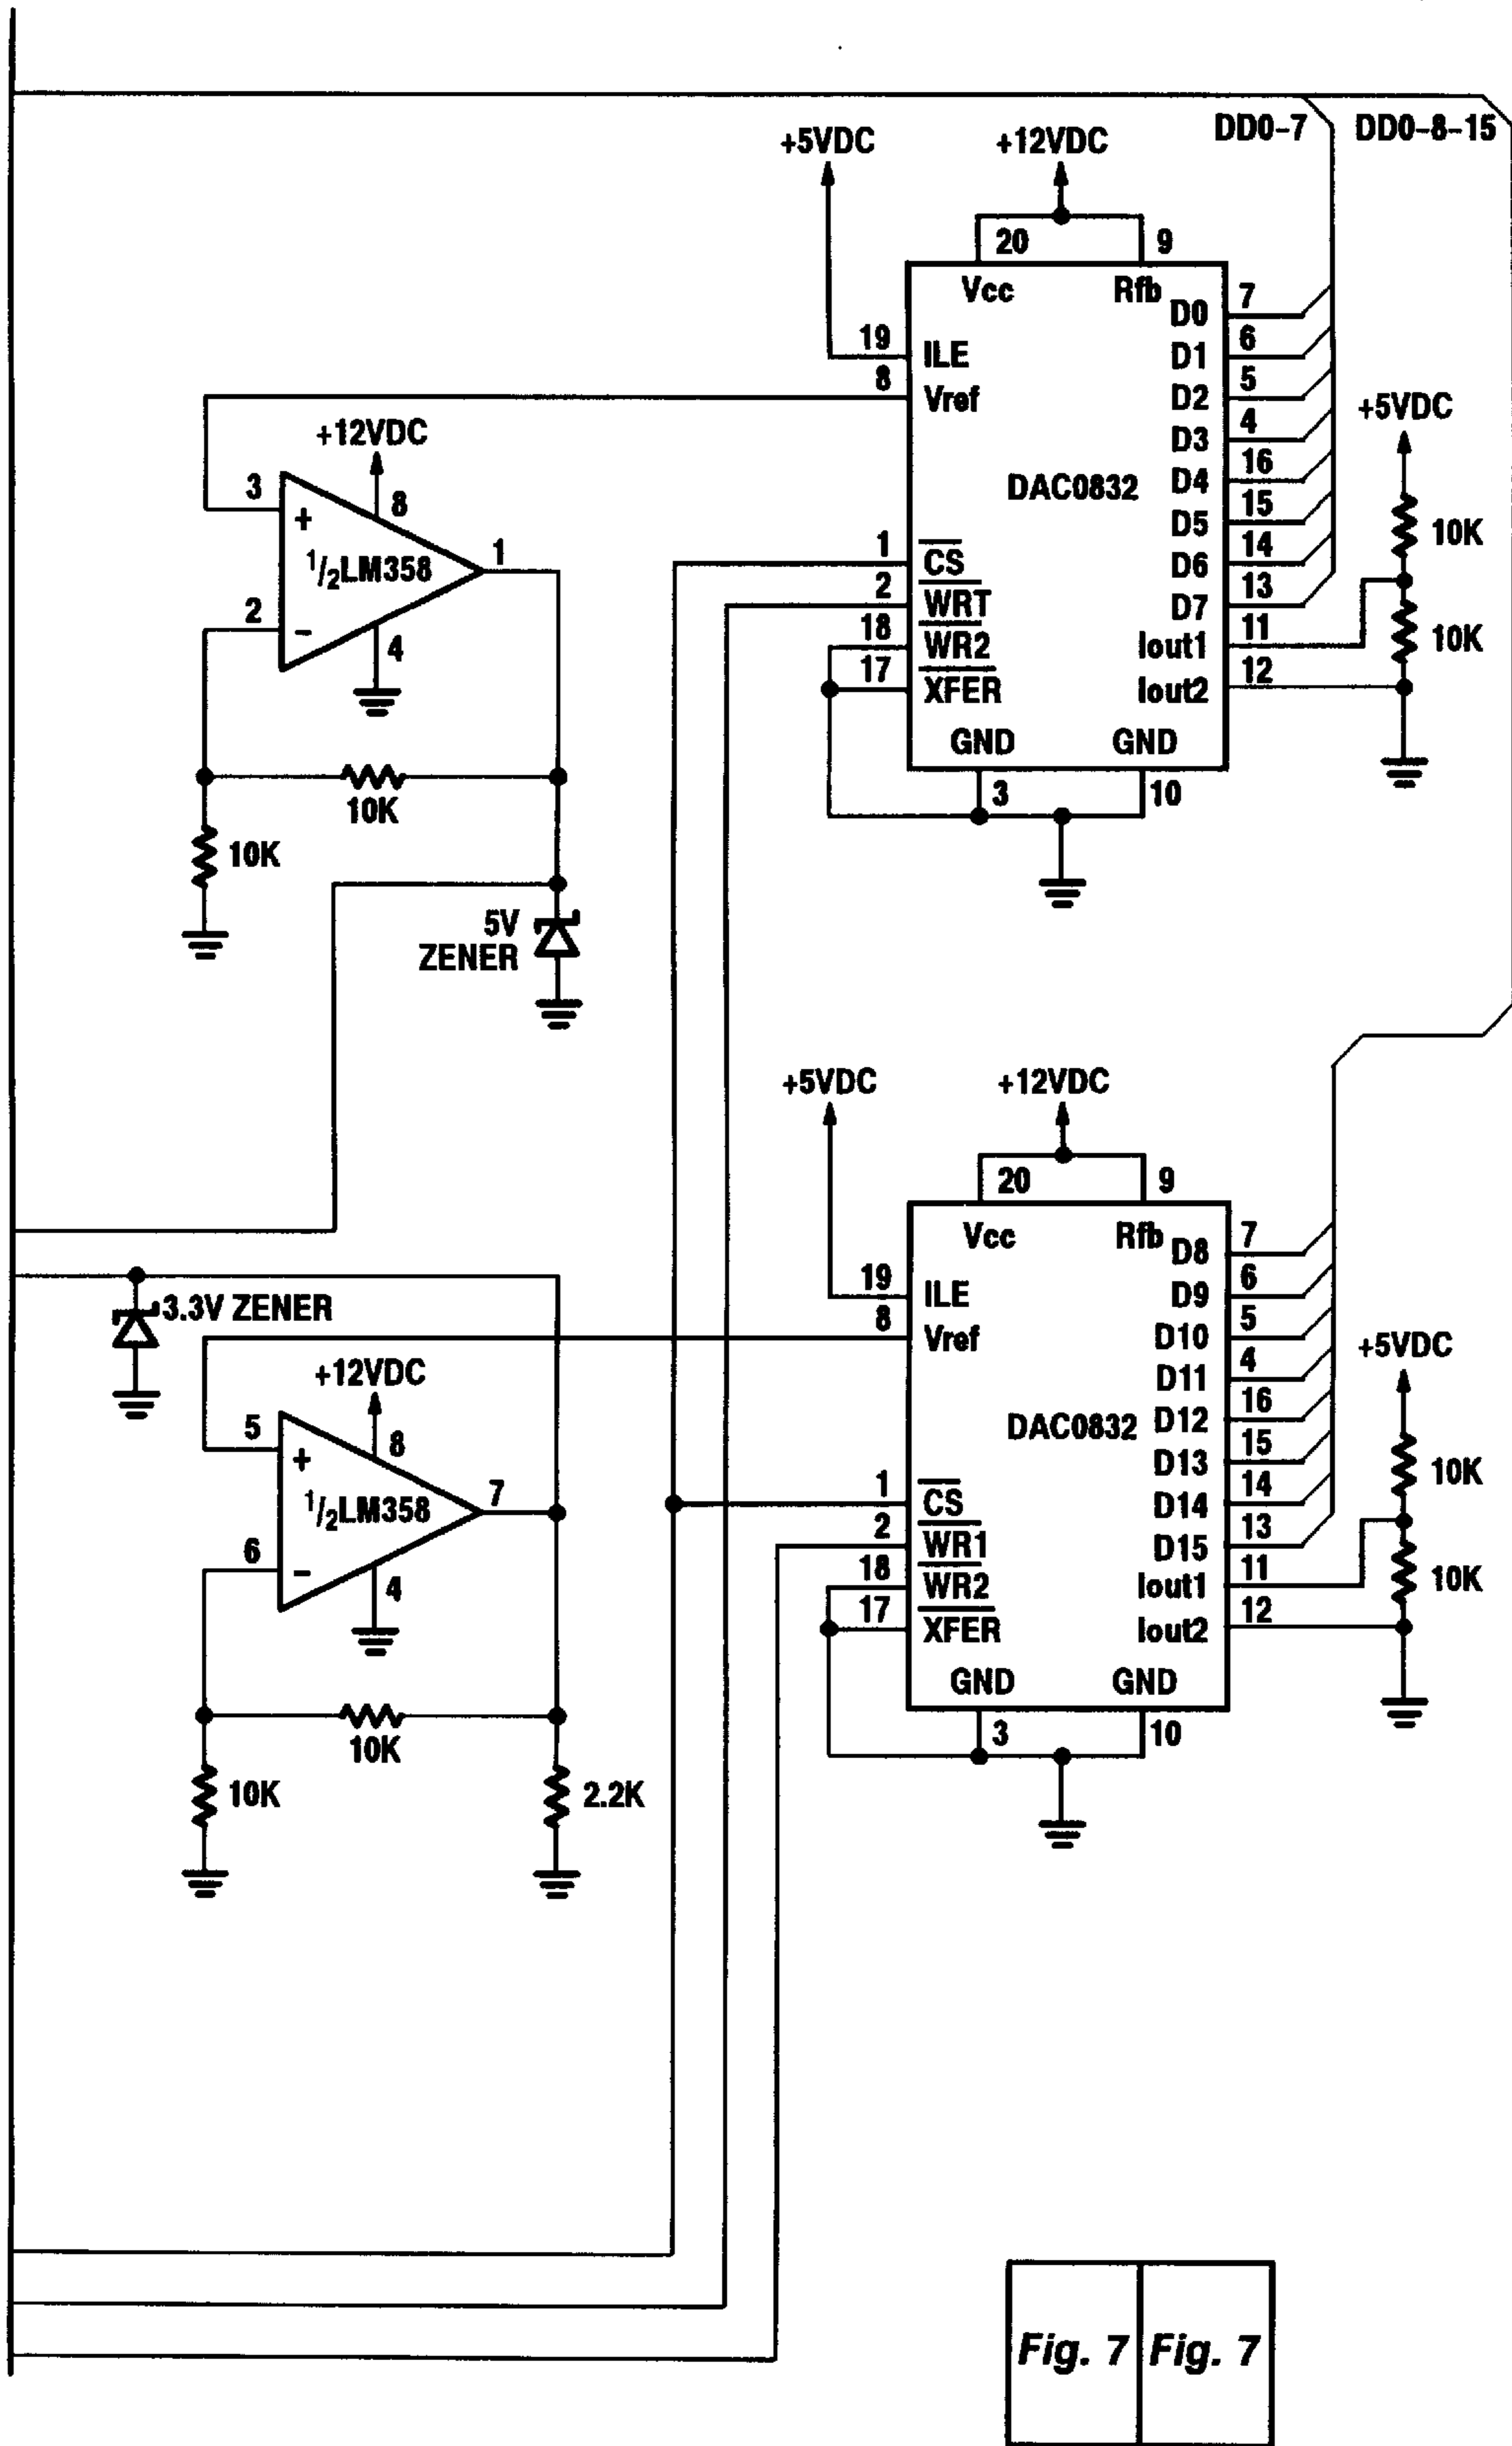 DD0-7 DD0-8-15
+5VDC +12VDC
20 9
Vcc Rfb
D0 7
D1 6
19 ILE
D2 5
8 Vref
D3 4
+5VDC
+12VDC
D4 16
3 + 8
DAC0832
D5 15
10K
1/2LM358 1
1 CS
D6 14
2 WRT
D7 13
2 - 4
18 WR2
Iout1 11
10K
17 XFER
Iout2 12
GND GND
3 10
10K
10K
5V
ZENER
+5VDC +12VDC
20 9
Vcc Rfb
D8 7
19 ILE
D9 6
3.3V ZENER
8 Vref
D10 5
+5VDC
+12VDC
D11 4
5 + 8
DAC0832
D12 16
D13 15
10K
1/2LM358 7
1 CS
D14 14
2 WR1
D15 13
6 - 4
18 WR2
Iout1 11
10K
17 XFER
Iout2 12
GND GND
3 10
10K
10K 2.2K
Fig. 7 Fig. 7